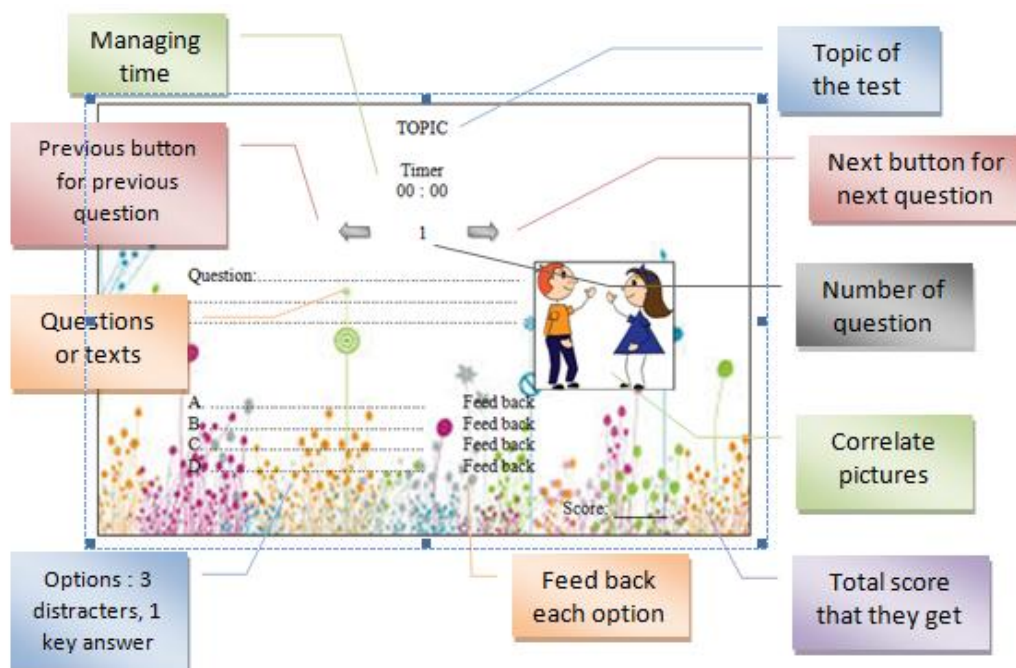 Managing
time
Topic of
the test
TOPIC
Previous button
for previous
question
Timer
00 : 00
Next button for
next question
1
Question:
Number of
question
Questions
or texts
A. Feed back
B. Feed back
C. Feed back
D. Feed back
Correlate
pictures
Score:
Options : 3
distracters, 1
key answer
Feed back
each option
Total score
that they get